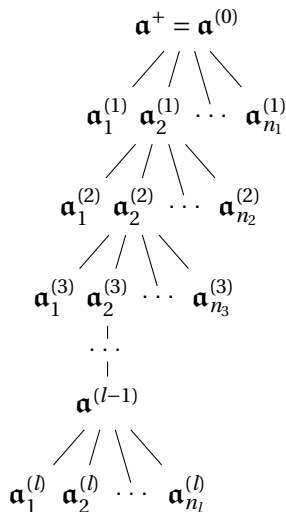 𝔞⁺ = 𝔞⁽⁰⁾
𝔞₁⁽¹⁾ 𝔞₂⁽¹⁾ ··· 𝔞ₙ₁⁽¹⁾
𝔞₁⁽²⁾ 𝔞₂⁽²⁾ ··· 𝔞ₙ₂⁽²⁾
𝔞₁⁽³⁾ 𝔞₂⁽³⁾ ··· 𝔞ₙ₃⁽³⁾
···
𝔞⁽ˡ⁻¹⁾
𝔞₁⁽ˡ⁾ 𝔞₂⁽ˡ⁾ ··· 𝔞ₙₗ⁽ˡ⁾